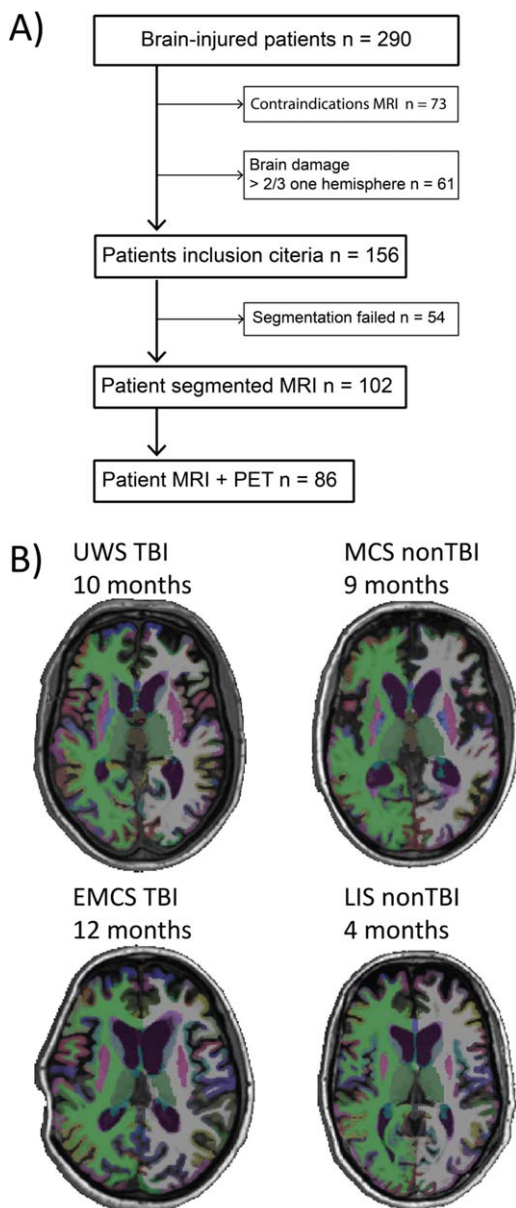 A)
Brain-injured patients n = 290
Contraindications MRI n = 73
Brain damage
> 2/3 one hemisphere n = 61
Patients inclusion citeria n = 156
Segmentation failed n = 54
Patient segmented MRI n = 102
Patient MRI + PET n = 86
B)
UWS TBI
10 months
MCS nonTBI
9 months
EMCS TBI
12 months
LIS nonTBI
4 months